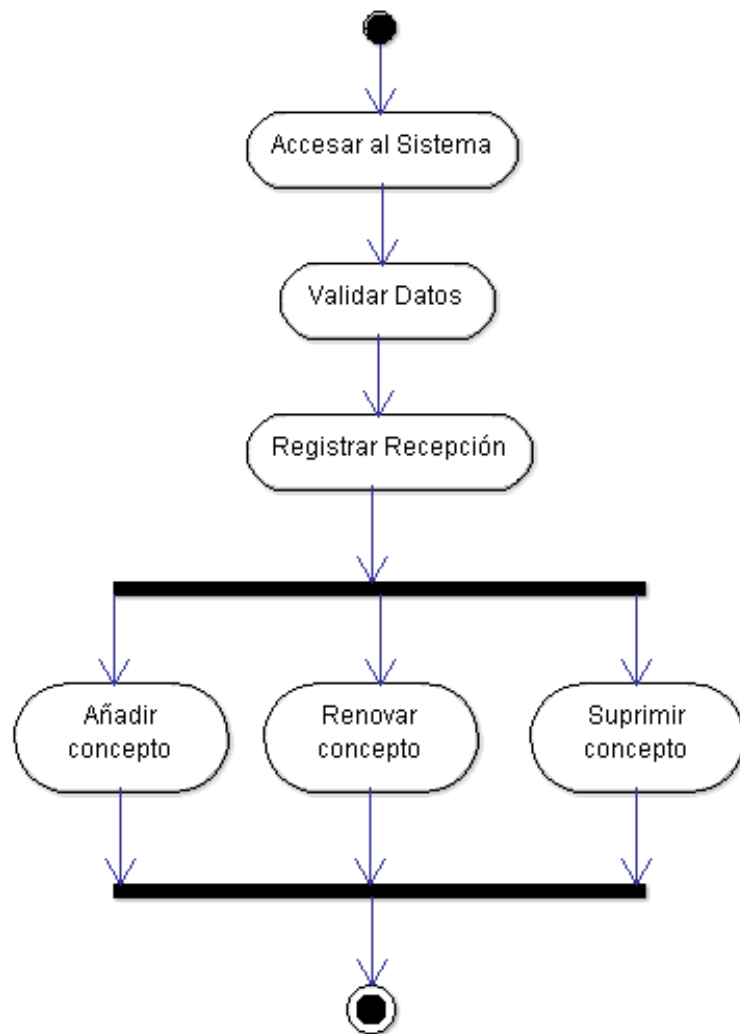 Accesar al Sistema
Validar Datos
Registrar Recepción
Añadir
concepto
Renovar
concepto
Suprimir
concepto